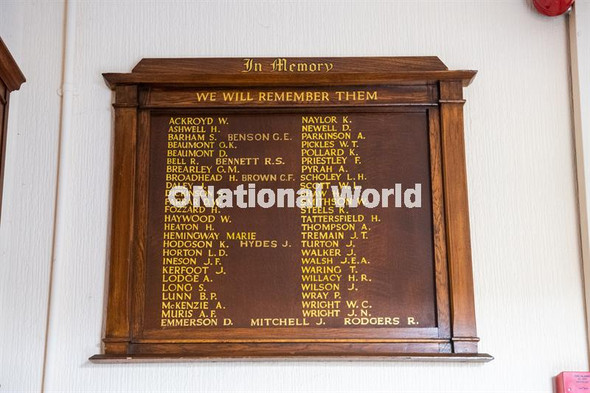 In Memory
WE WILL REMEMBER THEM
ACKROYD W.
ASHWELL H.
BARHAM S. BENSON G.E.
BEAUMONT G.K.
BEAUMONT D.
BELL R. BENNETT R.S.
BREARLEY G.M.
BROADHEAD H. BROWN C.F.
DALEY
FOZZARD H.
HAYWOOD W.
HEATON H.
HEMINGWAY MARIE
HODGSON K. HYDES J.
HORTON L.D.
INESON J.F.
KERFOOT J.
LODGE A.
LONG S.
LUNN B.P.
McKENZIE A.
MURIS A.F.
NAYLOR K.
NEWELL D.
PARKINSON A.
PICKLES W.T.
POLLARD K.
PRIESTLEY F.
PYRAH A.
SCHOLEY L.H.
SCOTT W.
STEELS K.
TATTERSFIELD H.
THOMPSON A.
TREMAIN J.T.
TURTON J.
WALKER J.
WALSH J.E.A.
WARING T.
WILLACY H.R.
WILSON J.
WRAY P.
WRIGHT W.C.
WRIGHT J.N.
EMMERSON D. MITCHELL J. RODGERS R.
©National World